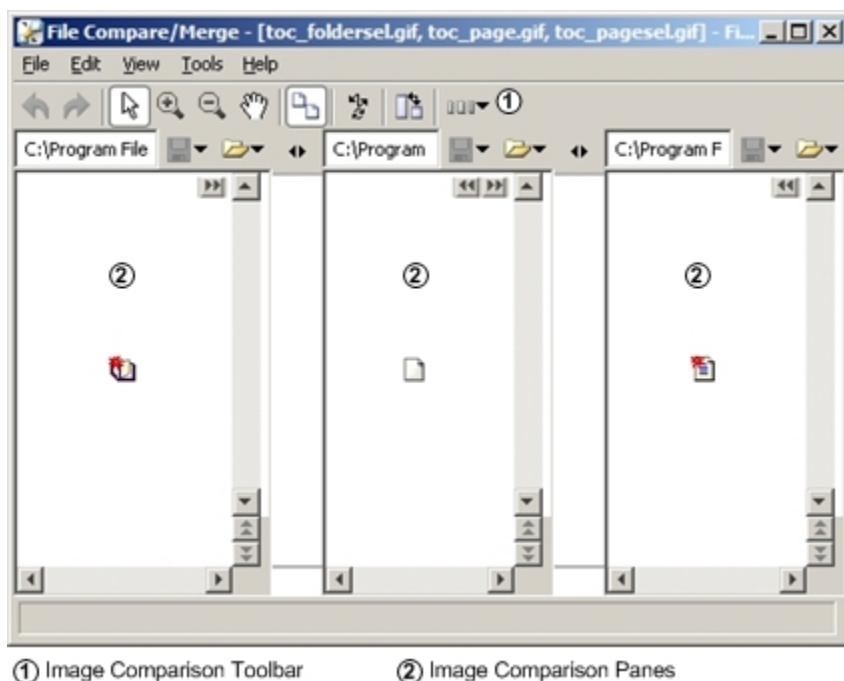 File Compare/Merge - [toc_foldersel.gif, toc_page.gif, toc_pagesel.gif] - Fi...
File Edit View Tools Help
①
C:\Program File C:\Program C:\Program F
② ② ②
① Image Comparison Toolbar ② Image Comparison Panes